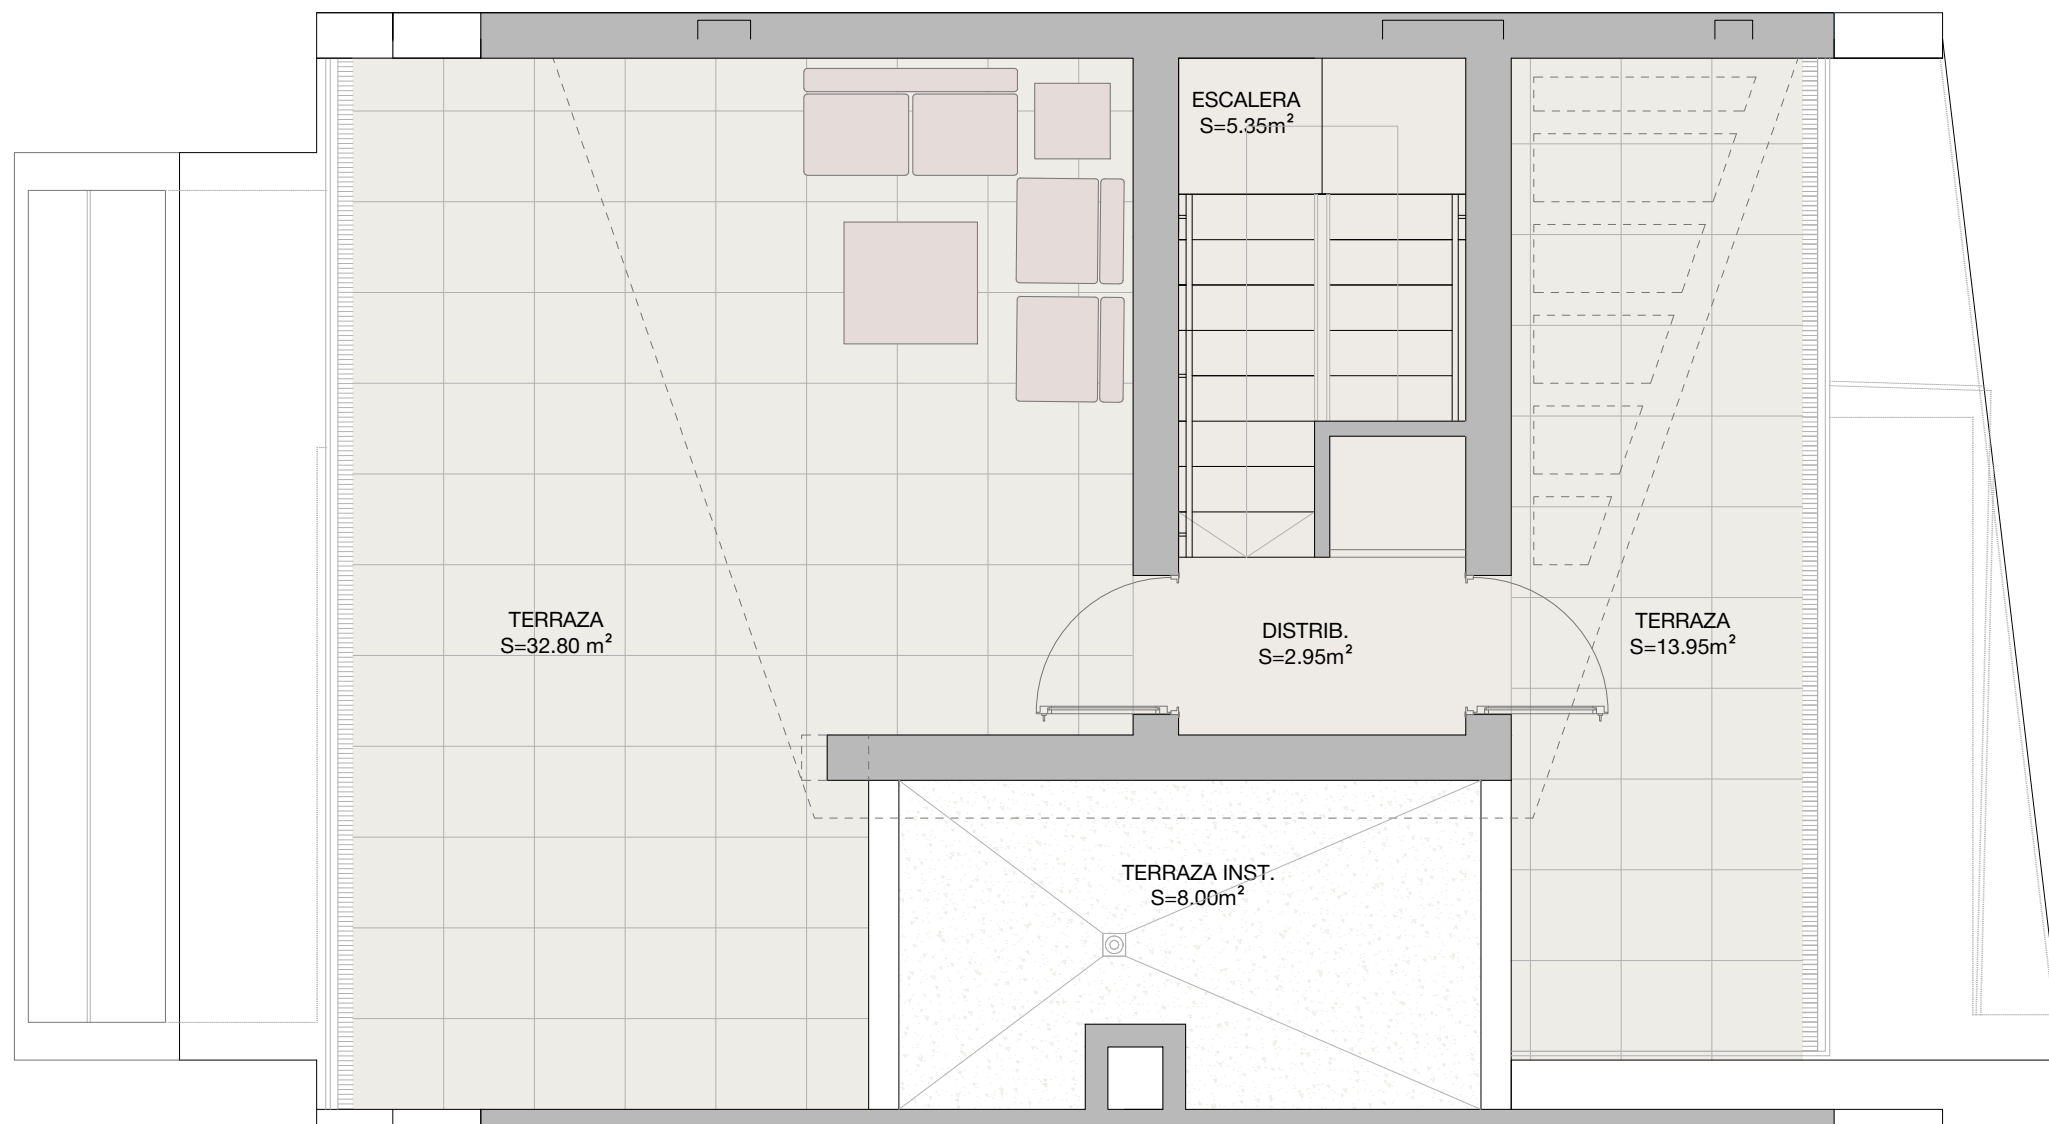 ESCALERA
S=5.35m²
TERRAZA
S=32.80 m²
DISTRIB.
S=2.95m²
TERRAZA
S=13.95m²
TERRAZA INST.
S=8.00m²